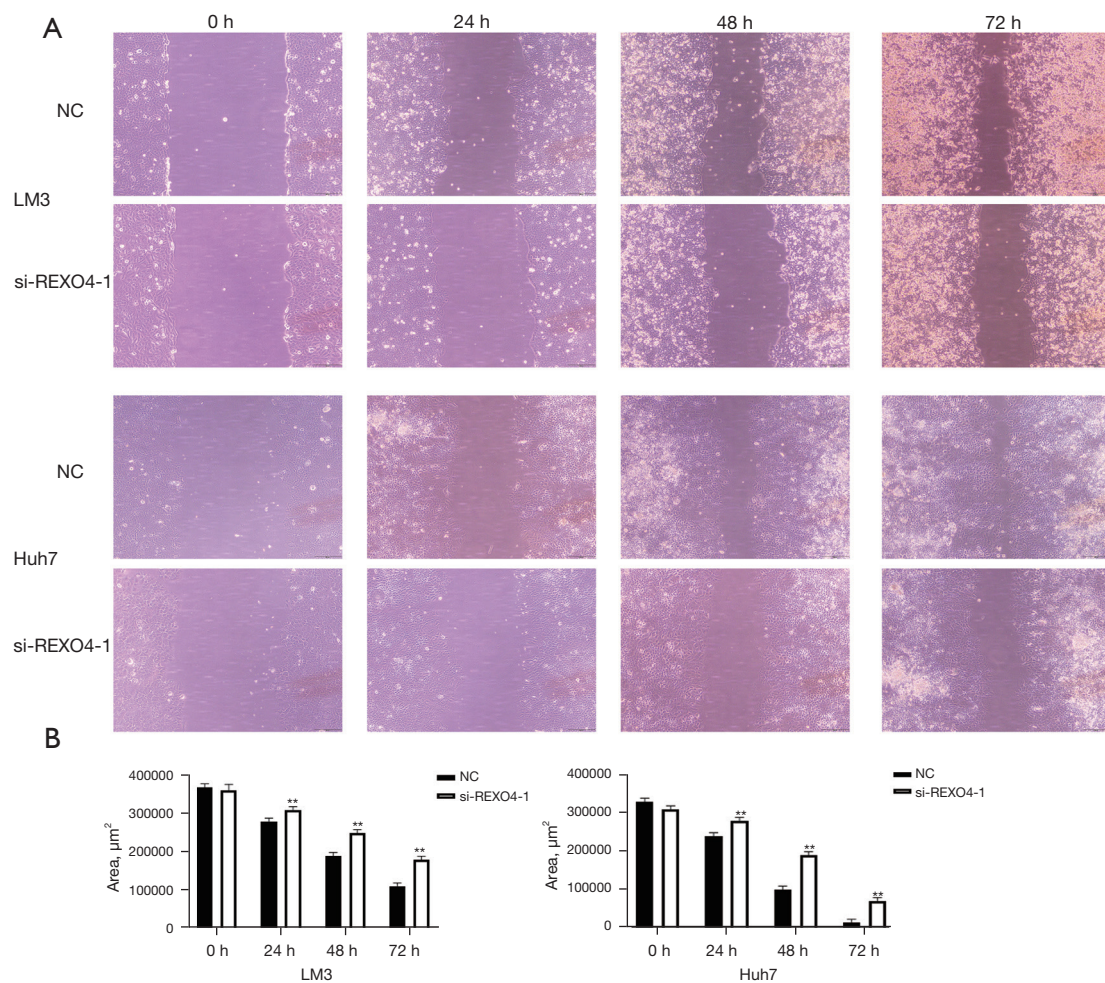 A
0 h
24 h
48 h
72 h
NC
LM3
si-REXO4-1
NC
Huh7
si-REXO4-1
B
400000
300000
200000
100000
0
Area, µm²
**
**
**
0 h
24 h
48 h
72 h
LM3
NC
si-REXO4-1
400000
300000
200000
100000
0
Area, µm²
**
**
**
0 h
24 h
48 h
72 h
Huh7
NC
si-REXO4-1